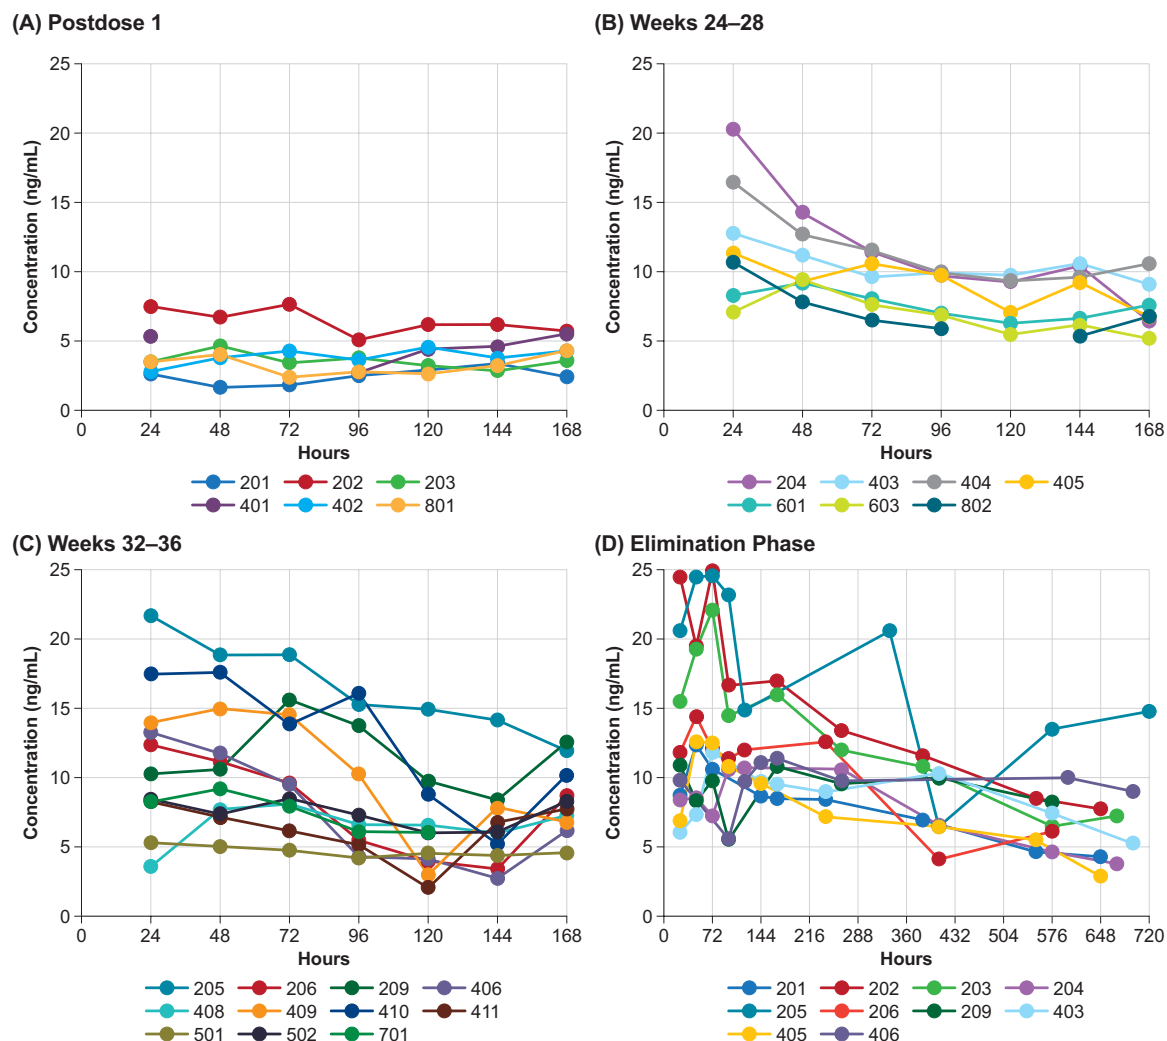 (A) Postdose 1
Concentration (ng/mL)
25
20
15
10
5
0
0 24 48 72 96 120 144 168
Hours
201 202 203
401 402 801
(B) Weeks 24–28
Concentration (ng/mL)
25
20
15
10
5
0
0 24 48 72 96 120 144 168
Hours
204 403 404 405
601 603 802
(C) Weeks 32–36
Concentration (ng/mL)
25
20
15
10
5
0
0 24 48 72 96 120 144 168
Hours
205 206 209 406
408 409 410 411
501 502 701
(D) Elimination Phase
Concentration (ng/mL)
25
20
15
10
5
0
0 72 144 216 288 360 432 504 576 648 720
Hours
201 202 203 204
205 206 209 403
405 406